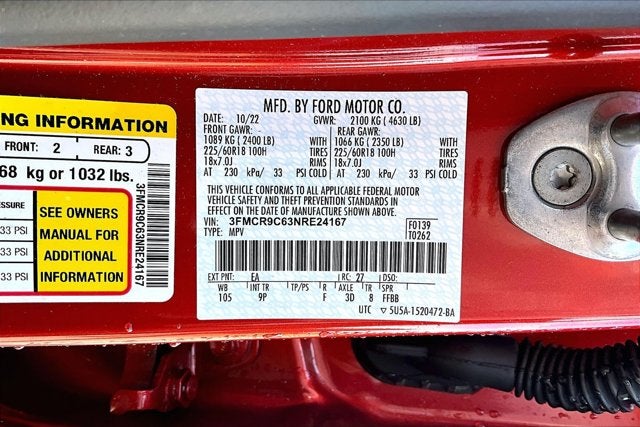 NG INFORMATION
FRONT: 2 REAR: 3
68 kg or 1032 lbs.
ESSURE
33 PSI
33 PSI
33 PSI
SEE OWNERS
MANUAL FOR
ADDITIONAL
INFORMATION
3FMCR9C63NRE24167
MFD. BY FORD MOTOR CO.
DATE: 10/22 GVWR: 2100 KG ( 4630 LB)
FRONT GAWR: REAR GAWR:
1089 KG ( 2400 LB) WITH 1066 KG ( 2350 LB) WITH
225/60R18 100H TIRES 225/60R18 100H TIRES
18x7.0J RIMS 18x7.0J RIMS
AT 230 kPa/ 33 PSI COLD AT 230 kPa/ 33 PSI COLD
THIS VEHICLE CONFORMS TO ALL APPLICABLE FEDERAL MOTOR
VEHICLE SAFETY AND THEFT PREVENTION STANDARDS IN
EFFECT ON THE DATE OF MANUFACTURE SHOWN ABOVE.
VIN: 3FMCR9C63NRE24167 F0139
TYPE: MPV T0262
EXT PNT: EA RC: 27 DSO:
WB INT TR TP/PS R AXLE TR SPR
105 9P F 3D 8 FFBB
UTC ▽ 5U5A-1520472-BA